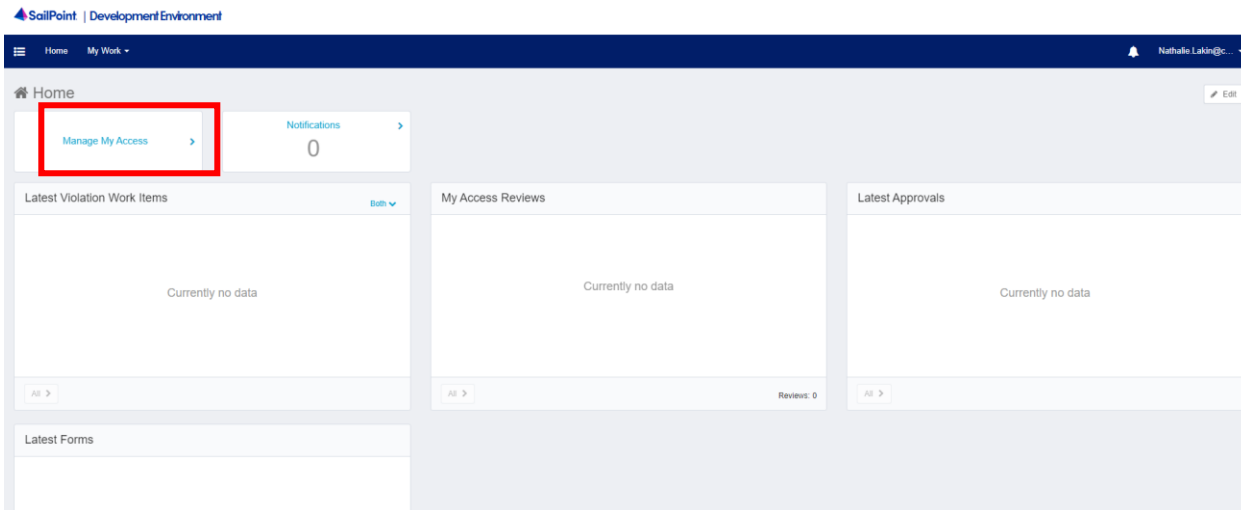 SailPoint | Development Environment
Home My Work Nathalie.Lakin@c...
Home Edit
Manage My Access
Notifications
0
Latest Violation Work Items Both
My Access Reviews
Latest Approvals
Currently no data
Currently no data
Currently no data
All
All Reviews: 0
All
Latest Forms